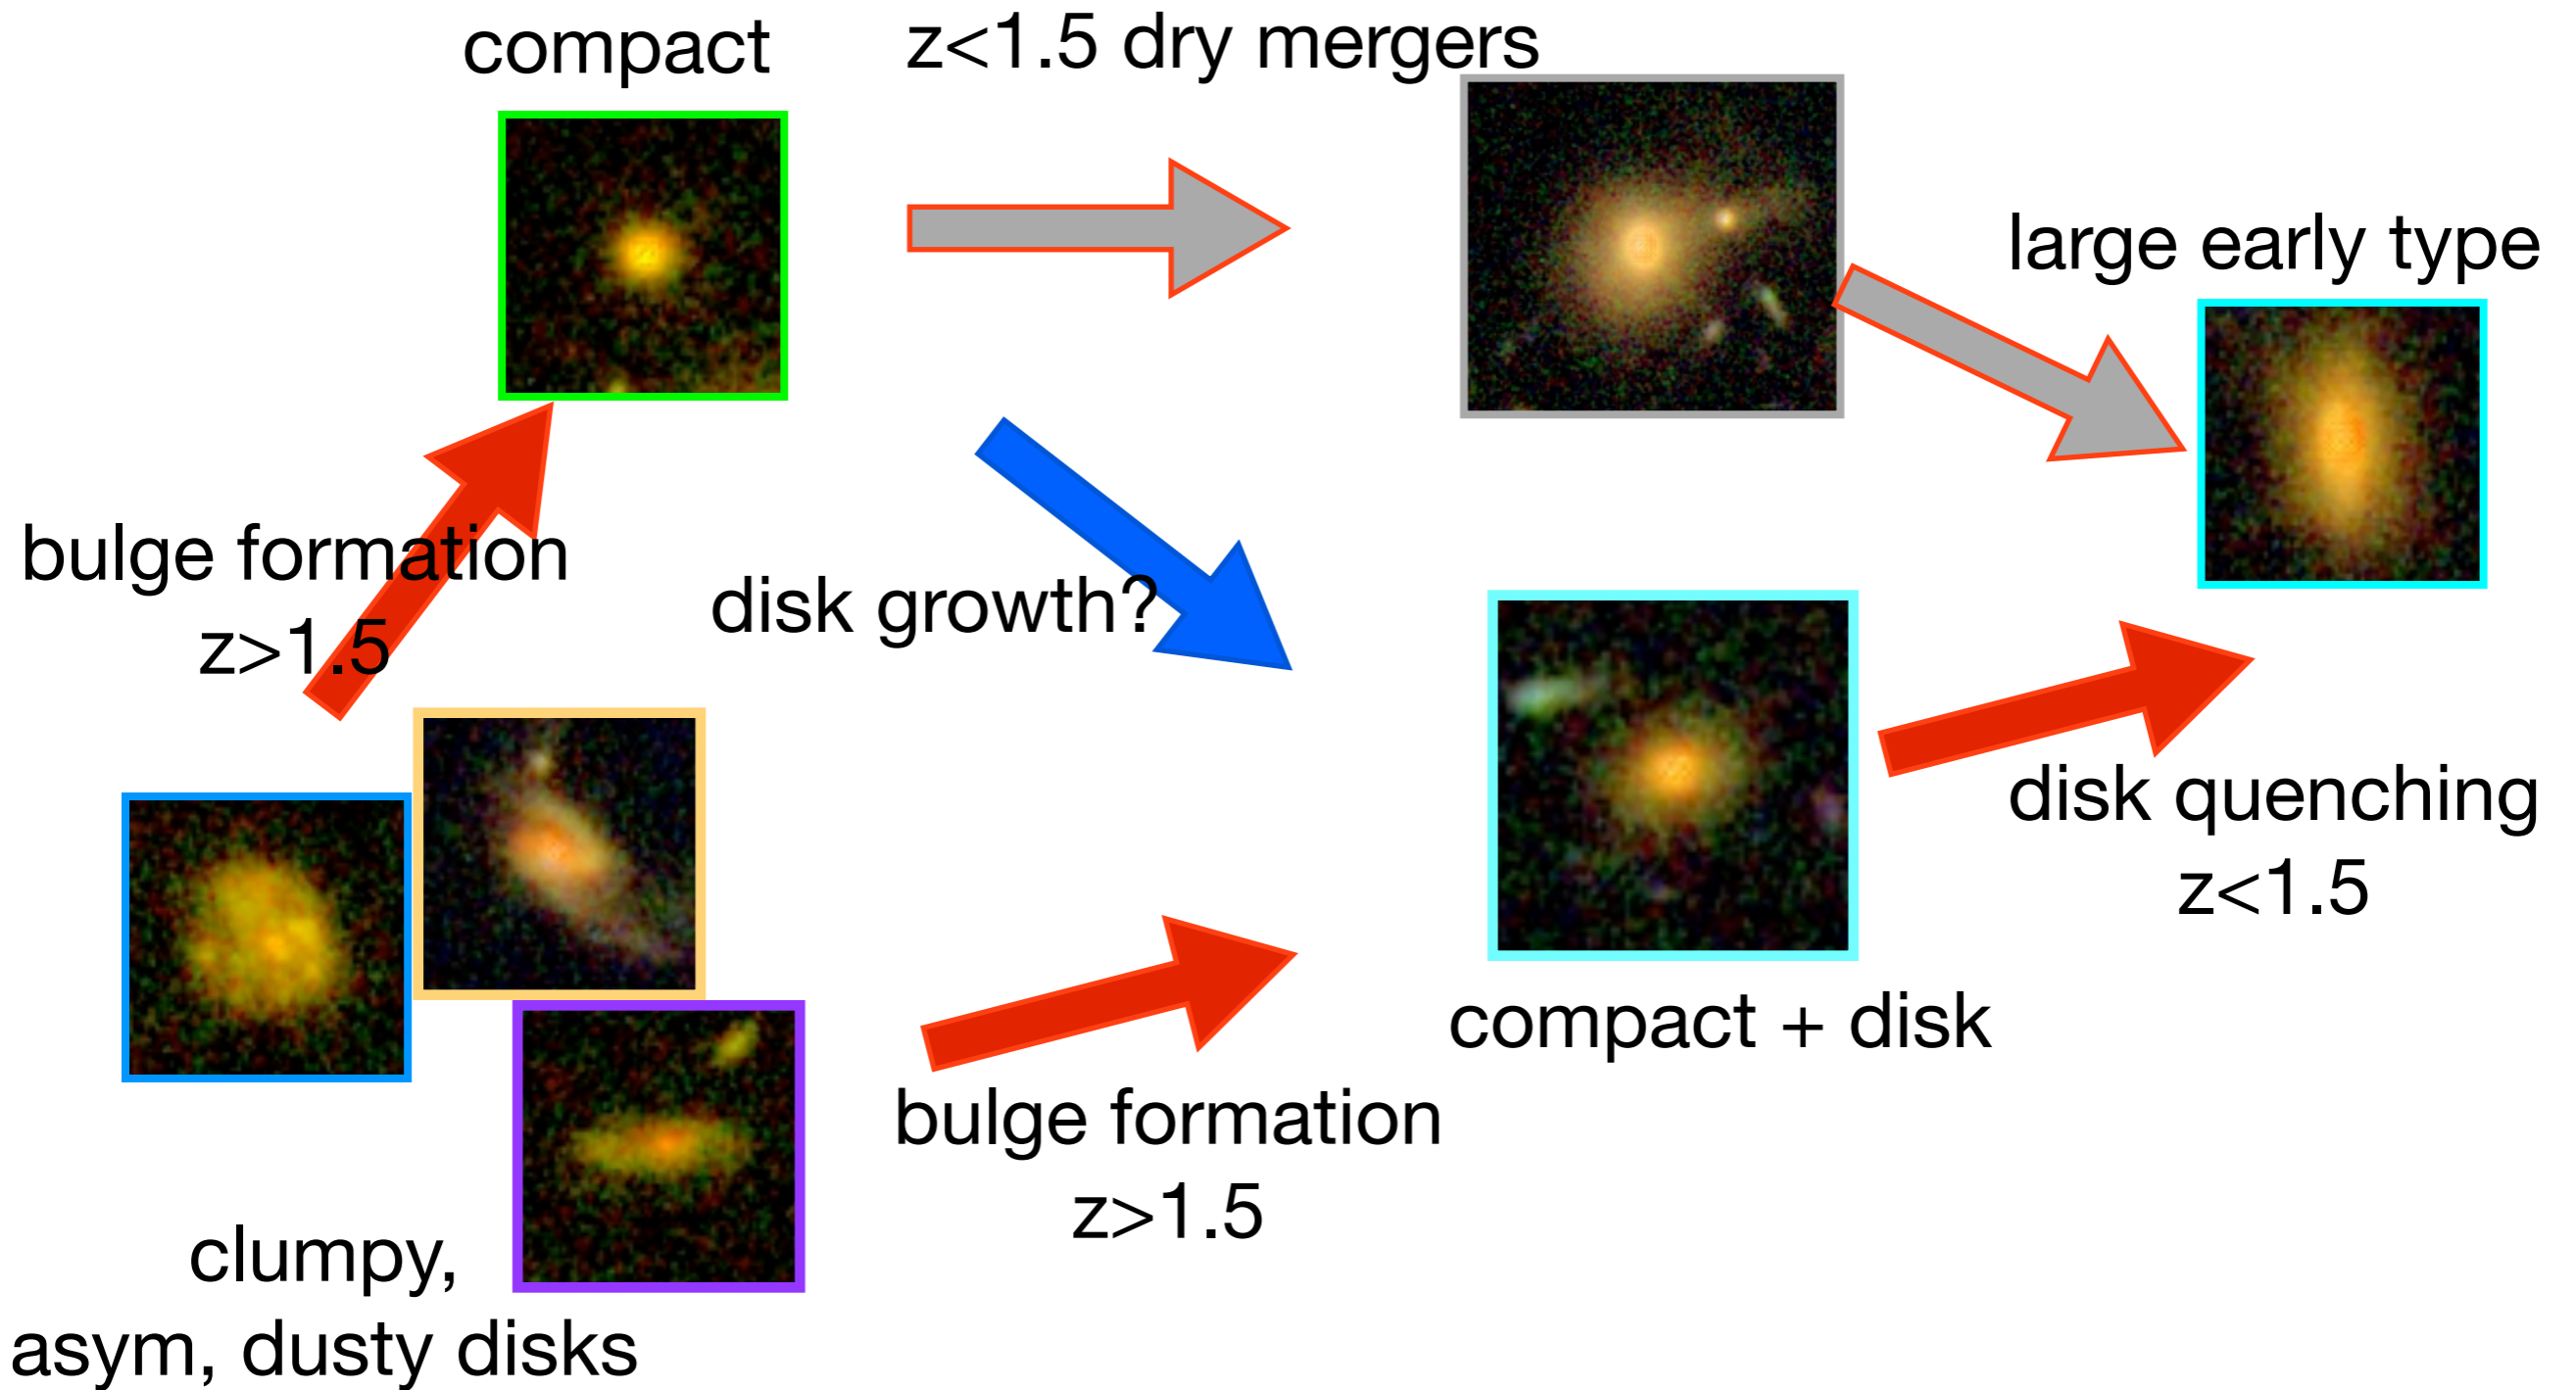 compact
z<1.5 dry mergers
large early type
bulge formation
z>1.5
disk growth?
disk quenching
z<1.5
compact + disk
bulge formation
z>1.5
clumpy,
asym, dusty disks